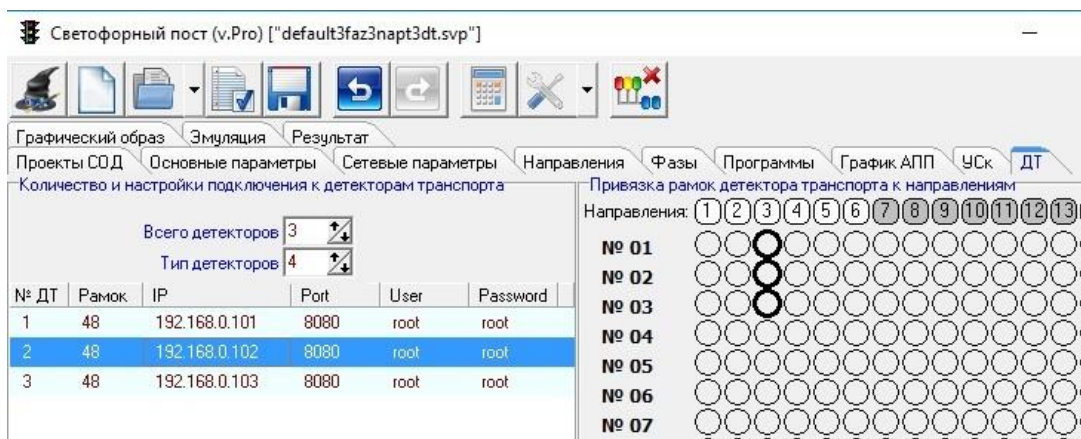 Светофорный пост (v.Pro) ["default3faz3napt3dt.svp"]
Графический образ Эмуляция Результат
Проекты СОД Основные параметры Сетевые параметры Направления Фазы Программы График АПП УСк ДТ
Количество и настройки подключения к детекторам транспорта
Всего детекторов 3
Тип детекторов 4
№ ДТ Рамок IP Port User Password
1 48 192.168.0.101 8080 root root
2 48 192.168.0.102 8080 root root
3 48 192.168.0.103 8080 root root
Привязка рамок детектора транспорта к направлениям
Направления: 1 2 3 4 5 6 7 8 9 10 11 12 13
№ 01
№ 02
№ 03
№ 04
№ 05
№ 06
№ 07